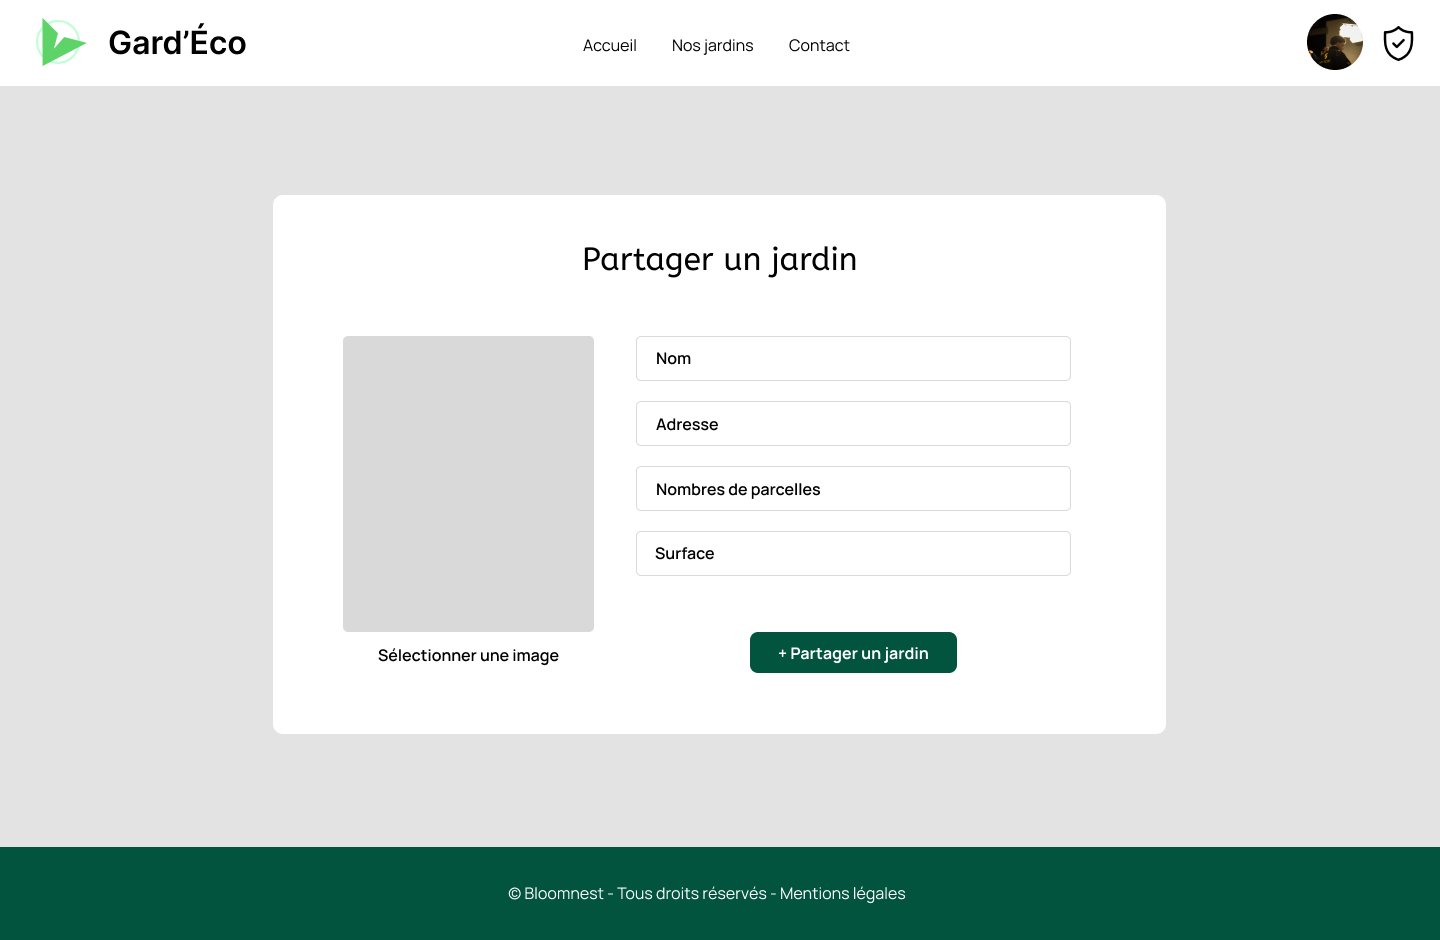 Gard’Éco
Accueil
Nos jardins
Contact
Partager un jardin
Nom
Adresse
Nombres de parcelles
Surface
Sélectionner une image
+ Partager un jardin
© Bloomnest - Tous droits réservés - Mentions légales